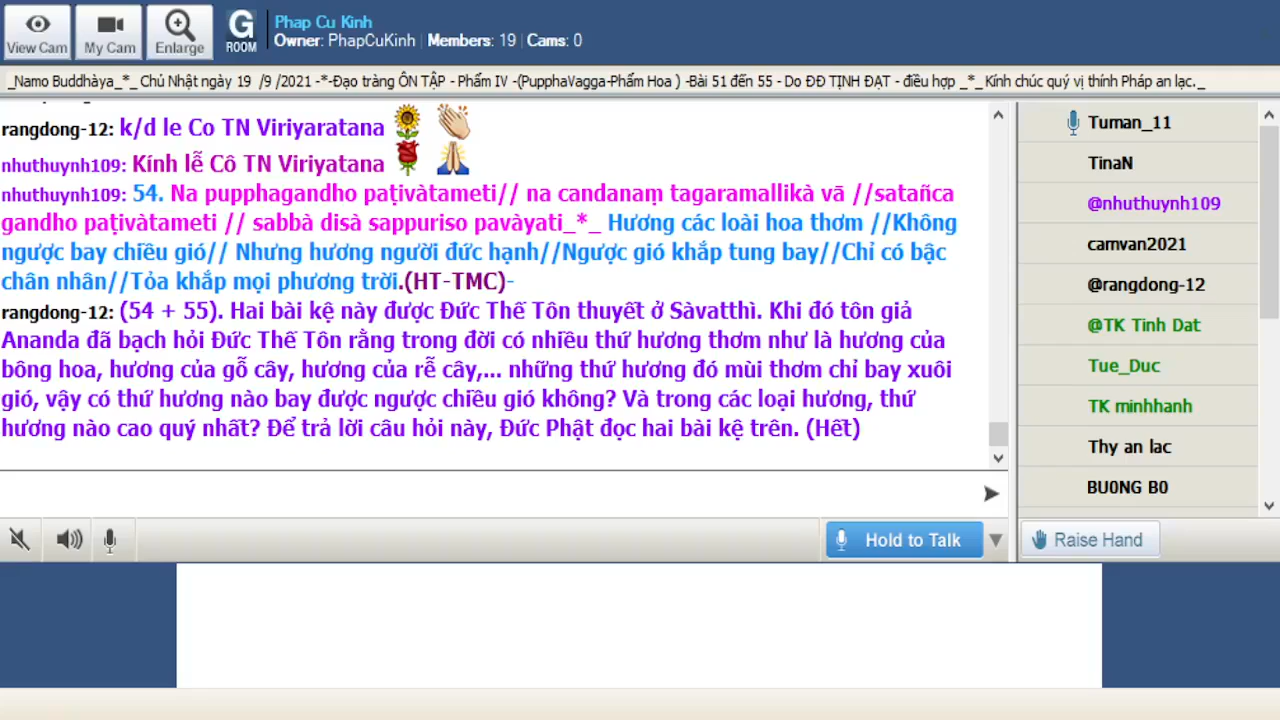 View Cam
My Cam
Enlarge
G
ROOM
Phap Cu Kinh
Owner: PhapCuKinh | Members: 19 | Cams: 0
_Namo Buddhàya_*_ Chủ Nhật ngày 19 /9 /2021 -*-Đạo tràng ÔN TẬP - Phẩm IV -(PupphaVagga-Phẩm Hoa ) -Bài 51 đến 55 - Do ĐĐ TỊNH ĐẠT - điều hợp _*_ Kính chúc quý vị thính Pháp an lạc._
rangdong-12: k/d le Co TN Viriyaratana
nhuthuynh109: Kính lễ Cô TN Viriyatana
nhuthuynh109: 54. Na pupphagandho paṭivàtameti// na candanaṃ tagaramallikà vā //satañca
gandho paṭivàtameti // sabbà disà sappuriso pavàyati_*_ Hương các loài hoa thơm //Không
ngược bay chiều gió// Nhưng hương người đức hạnh//Ngược gió khắp tung bay//Chỉ có bậc
chân nhân//Tỏa khắp mọi phương trời.(HT-TMC)-
rangdong-12: (54 + 55). Hai bài kệ này được Đức Thế Tôn thuyết ở Sàvatthì. Khi đó tôn giả
Ananda đã bạch hỏi Đức Thế Tôn rằng trong đời có nhiều thứ hương thơm như là hương của
bông hoa, hương của gỗ cây, hương của rễ cây,... những thứ hương đó mùi thơm chỉ bay xuôi
gió, vậy có thứ hương nào bay được ngược chiều gió không? Và trong các loại hương, thứ
hương nào cao quý nhất? Để trả lời câu hỏi này, Đức Phật đọc hai bài kệ trên. (Hết)
Tuman_11
TinaN
@nhuthuynh109
camvan2021
@rangdong-12
@TK Tinh Dat
Tue_Duc
TK minhhanh
Thy an lac
BU0NG B0
Hold to Talk
Raise Hand